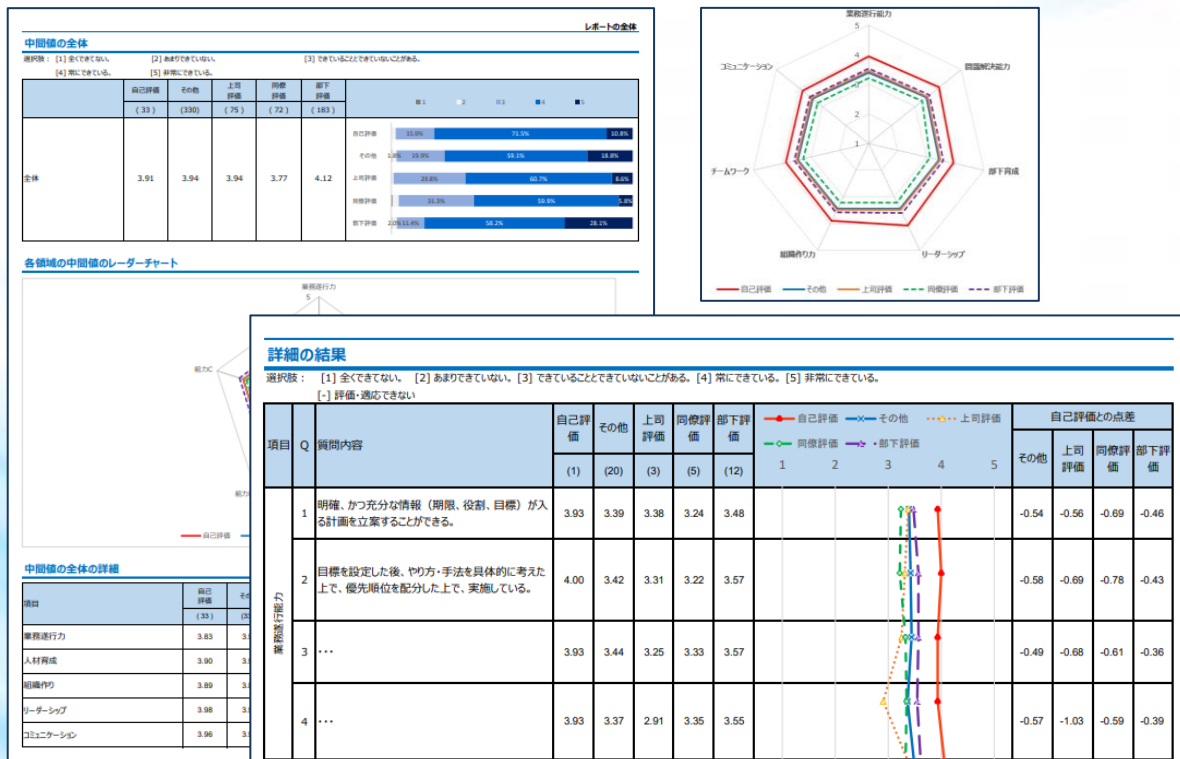 レポートの全体
中間値の全体
選択肢： [1] 全くできてない。 [2] あまりできていない。 [3] できていることとできていないことがある。
[4] 常にできている。 [5] 非常にできている。
自己評価 その他 上司評価 同僚評価 部下評価
( 33 ) (330) ( 75 ) ( 72 ) ( 183 )
1 2 3 4 5
全体 3.91 3.94 3.94 3.77 4.12
自己評価 71.5% 10.8%
その他 59.1% 18.8%
上司評価 60.7% 8.6%
同僚評価 31.3% 59.9% 5.8%
部下評価 2.0% 11.4% 58.2% 28.1%
各領域の中間値のレーダーチャート
業務遂行力
5
能力C
自己評価
中間値の全体の詳細
項目 自己評価
( 33 )
業務遂行力 3.83
人材育成 3.90
組織作り 3.89
リーダーシップ 3.98
コミュニケーション 3.96
業務遂行能力
5
4
3
2
1
問題解決能力
部下育成
リーダーシップ
組織作り力
チームワーク
コミュニケーション
自己評価 その他 上司評価 同僚評価 部下評価
詳細の結果
選択肢： [1] 全くできてない。 [2] あまりできていない。[3] できていることとできていないことがある。[4] 常にできている。[5] 非常にできている。
[-] 評価・適応できない
項目 Q 質問内容 自己評価 その他 上司評価 同僚評価 部下評価
(1) (20) (3) (5) (12)
自己評価 その他 上司評価
同僚評価 部下評価
1 2 3 4 5
自己評価との点差
その他 上司評価 同僚評価 部下評価
業務遂行能力
1 明確、かつ充分な情報（期限、役割、目標）が入
る計画を立案することができる。
3.93 3.39 3.38 3.24 3.48 -0.54 -0.56 -0.69 -0.46
2 目標を設定した後、やり方・手法を具体的に考えた
上で、優先順位を配分した上で、実施している。
4.00 3.42 3.31 3.22 3.57 -0.58 -0.69 -0.78 -0.43
3 ・・・ 3.93 3.44 3.25 3.33 3.57 -0.49 -0.68 -0.61 -0.36
4 ・・・ 3.93 3.37 2.91 3.35 3.55 -0.57 -1.03 -0.59 -0.39